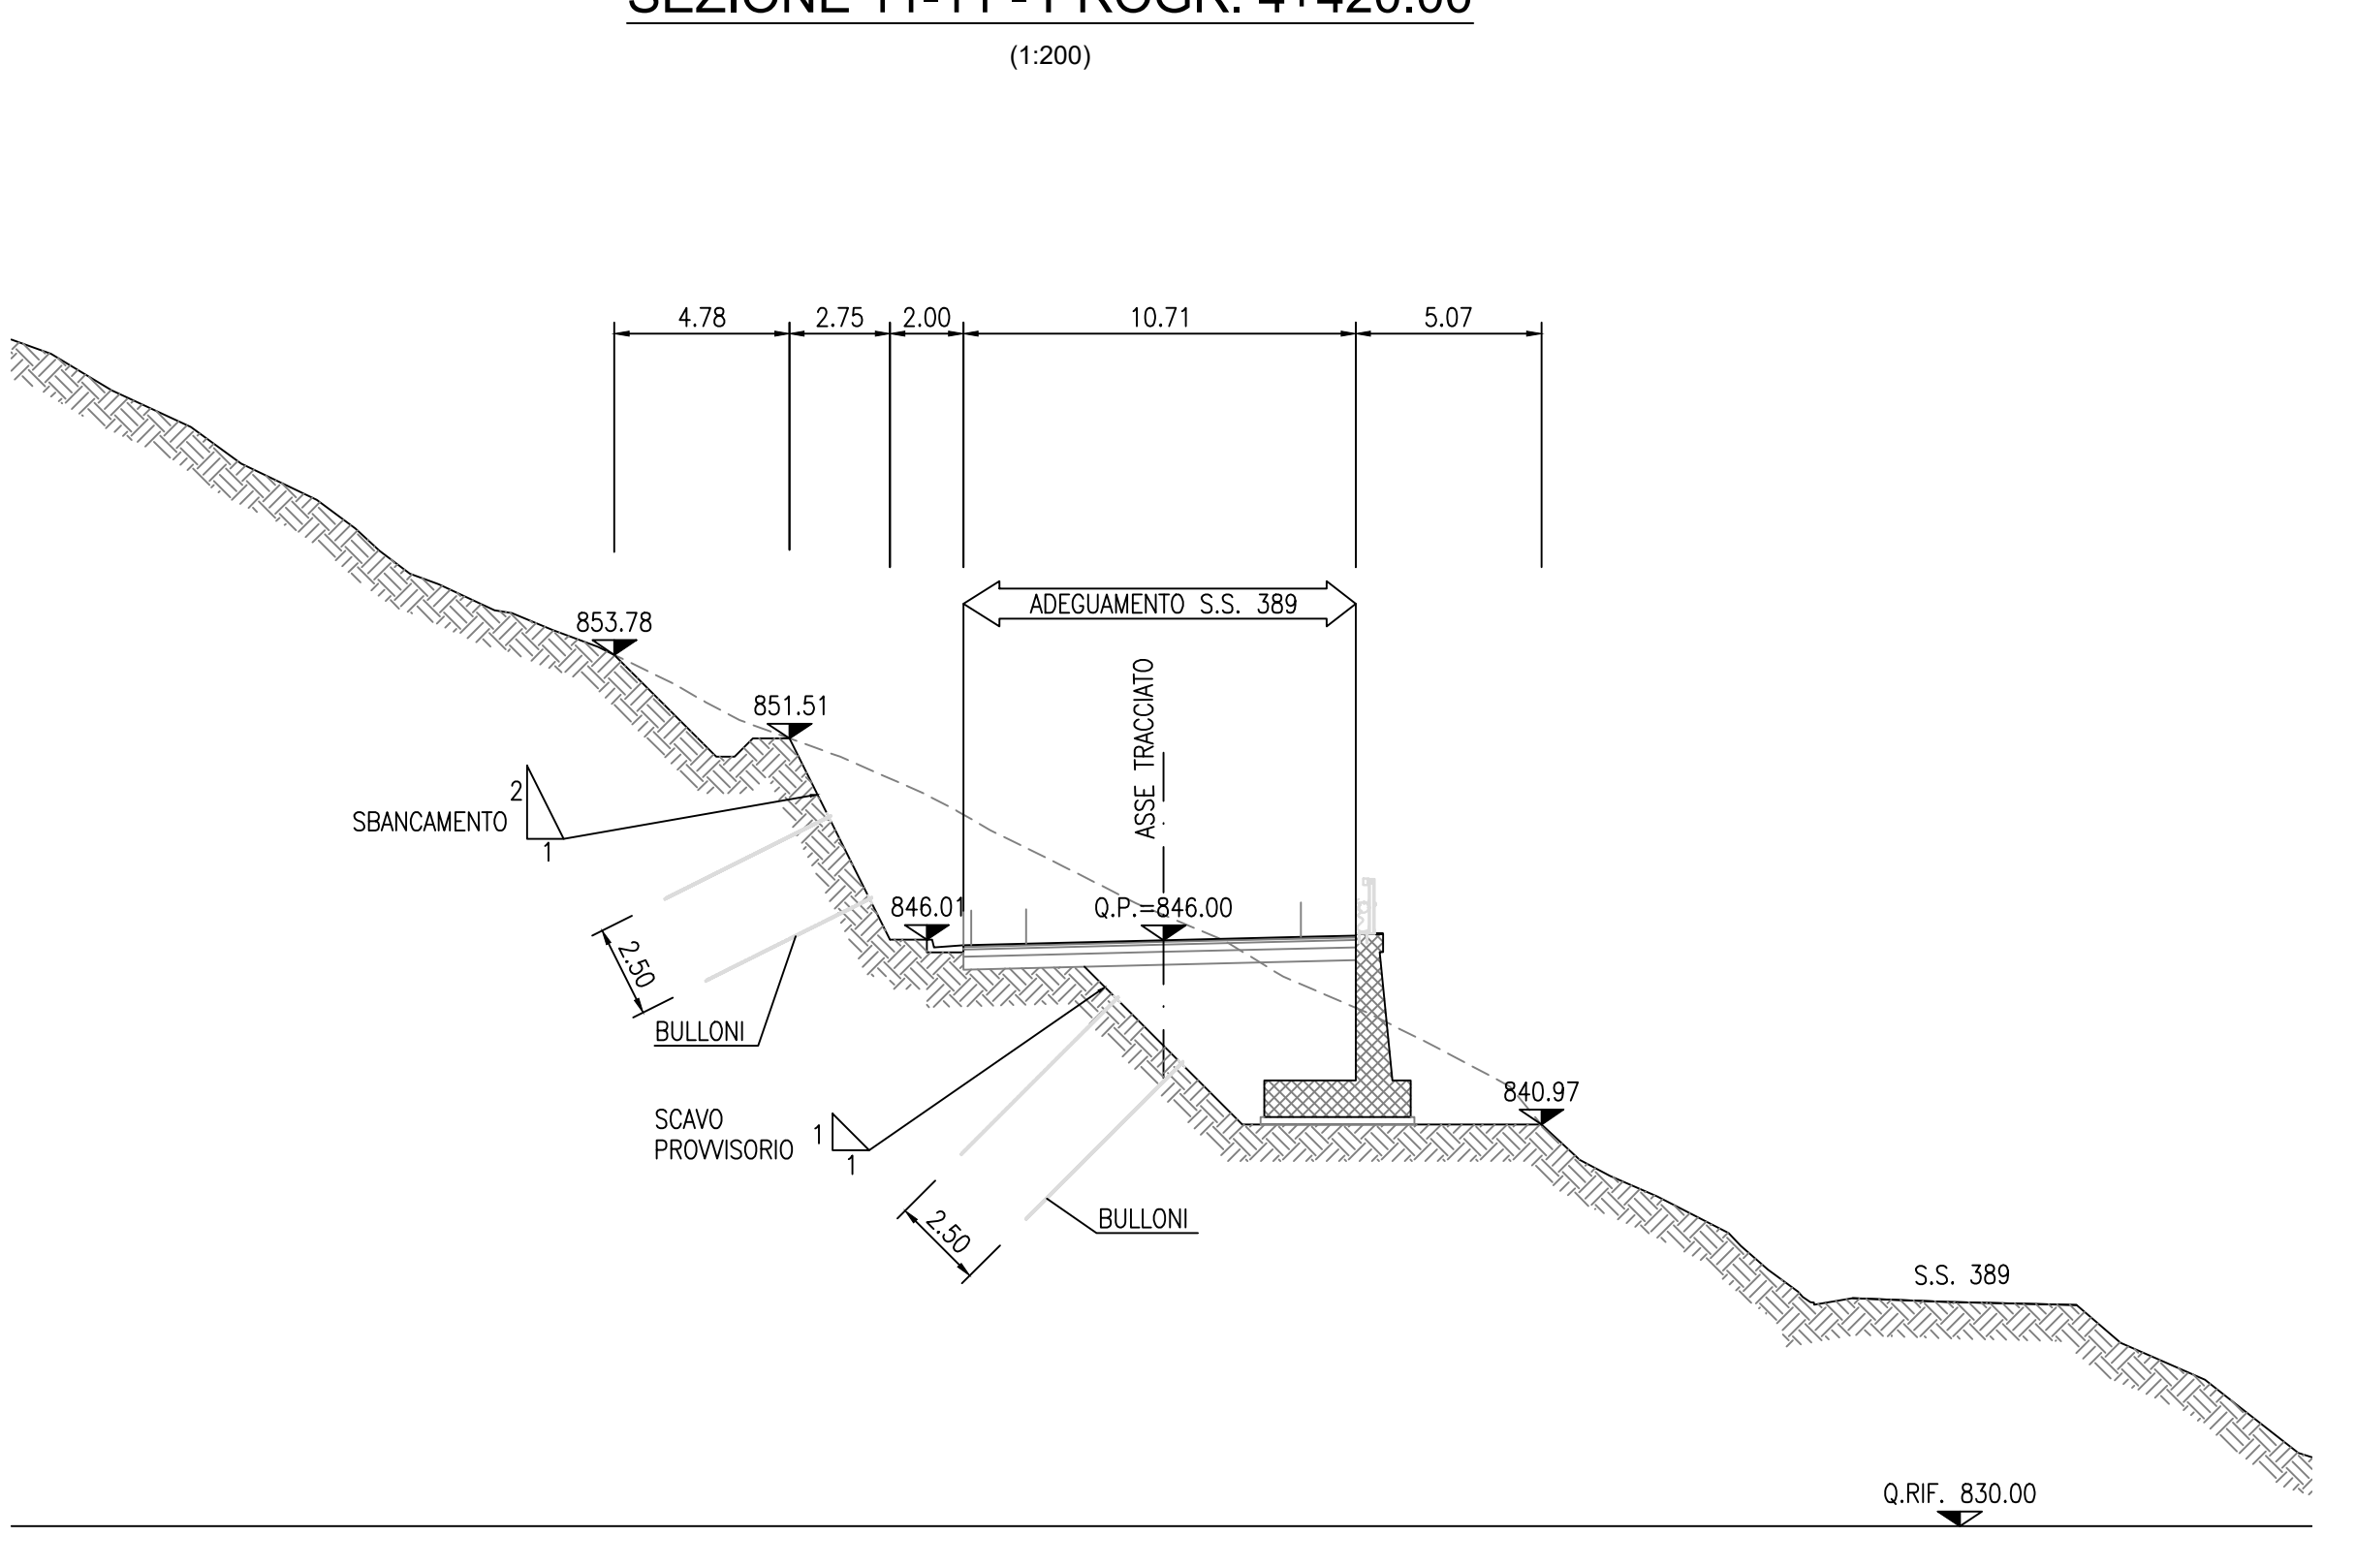 (1:200)
4.78
2.75
2.00
10.71
5.07
ADEGUAMENTO S.S. 389
853.78
ASSE TRACCIATO
851.51
2
SBANCAMENTO
1
846.01
Q.P.=846.00
2.50
BULLONI
840.97
SCAVO
PROVVISORIO
1
1
2.50
BULLONI
S.S. 389
Q.RIF. 830.00